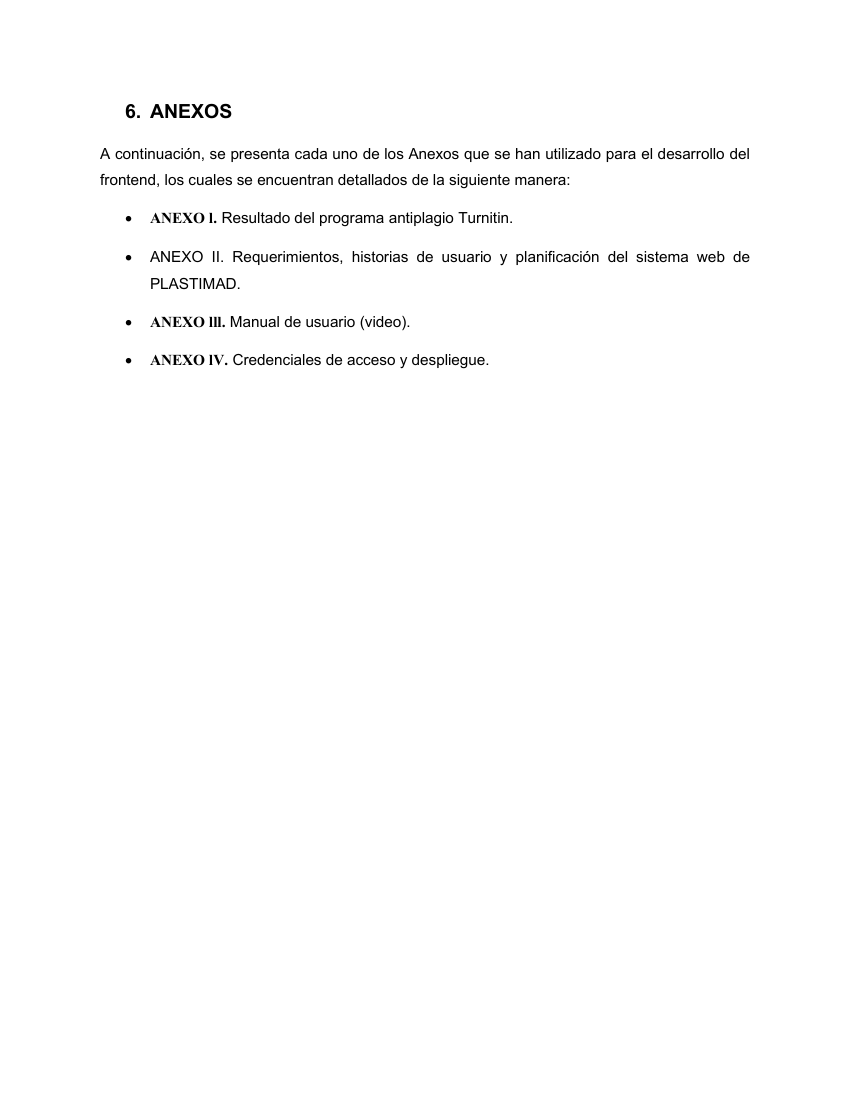 6. ANEXOS
A continuación, se presenta cada uno de los Anexos que se han utilizado para el desarrollo del
frontend, los cuales se encuentran detallados de la siguiente manera:
• ANEXO l. Resultado del programa antiplagio Turnitin.
• ANEXO II. Requerimientos, historias de usuario y planificación del sistema web de
PLASTIMAD.
• ANEXO lll. Manual de usuario (video).
• ANEXO lV. Credenciales de acceso y despliegue.